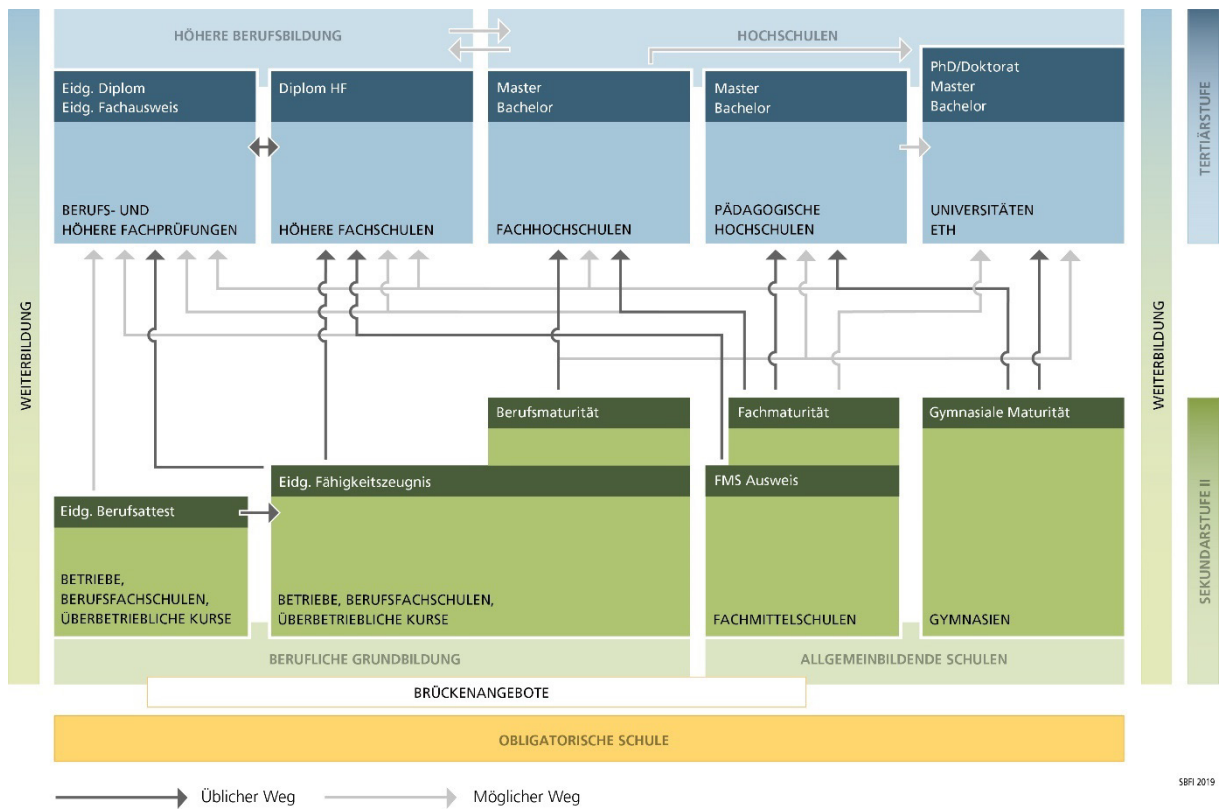 HÖHERE BERUFSBILDUNG
HOCHSCHULEN
Eidg. Diplom
Eidg. Fachausweis
Diplom HF
Master
Bachelor
Master
Bachelor
PhD/Doktorat
Master
Bachelor
BERUFS- UND
HÖHERE FACHPRÜFUNGEN
HÖHERE FACHSCHULEN
FACHHOCHSCHULEN
PÄDAGOGISCHE
HOCHSCHULEN
UNIVERSITÄTEN
ETH
TERTIÄRSTUFE
WEITERBILDUNG
WEITERBILDUNG
Berufsmaturität
Fachmaturität
Gymnasiale Maturität
Eidg. Fähigkeitszeugnis
FMS Ausweis
Eidg. Berufsattest
SEKUNDARSTUFE II
BETRIEBE,
BERUFSFACHSCHULEN,
ÜBERBETRIEBLICHE KURSE
BETRIEBE, BERUFSFACHSCHULEN,
ÜBERBETRIEBLICHE KURSE
FACHMITTELSCHULEN
GYMNASIEN
BERUFLICHE GRUNDBILDUNG
ALLGEMEINBILDENDE SCHULEN
BRÜCKENANGEBOTE
OBLIGATORISCHE SCHULE
SBFI 2019
Üblicher Weg
Möglicher Weg